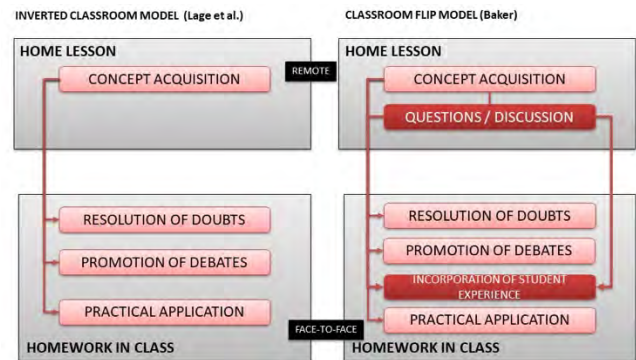 INVERTED CLASSROOM MODEL (Lage et al.)
HOME LESSON
CONCEPT ACQUISITION
RESOLUTION OF DOUBTS
PROMOTION OF DEBATES
PRACTICAL APPLICATION
HOMEWORK IN CLASS
REMOTE
FACE-TO-FACE
CLASSROOM FLIP MODEL (Baker)
HOME LESSON
CONCEPT ACQUISITION
QUESTIONS / DISCUSSION
RESOLUTION OF DOUBTS
PROMOTION OF DEBATES
INCORPORATION OF STUDENT
EXPERIENCE
PRACTICAL APPLICATION
HOMEWORK IN CLASS